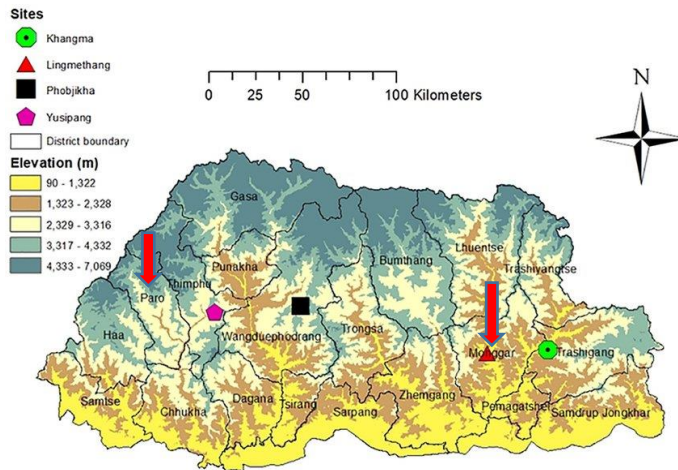 Sites
Khangma
Lingmethang
Phobjikha
Yusipang
District boundary
Elevation (m)
90 - 1,322
1,323 - 2,328
2,329 - 3,316
3,317 - 4,332
4,333 - 7,069
0 25 50 100 Kilometers
N
Gasa
Lhuentse
Punakha
Bumthang
Trashiyangtse
Thimphu
Paro
Haa
Wangduephodrang
Trongsa
Monggar
Trashigang
Samtse
Chhukha
Dagana
Tsirang
Sarpang
Zhemgang
Pemagatshel
Samdrup Jongkhar